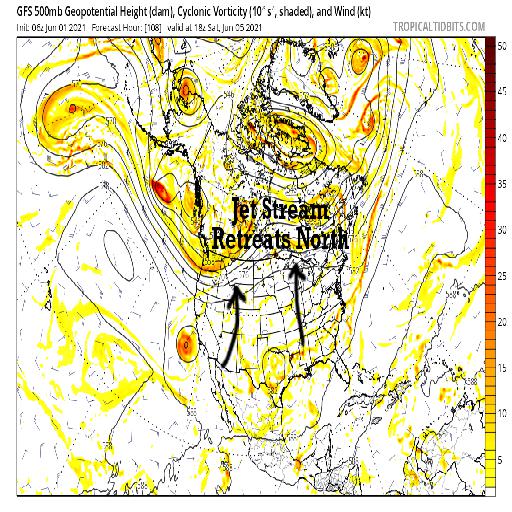 GFS 500mb Geopotential Height (dam), Cyclonic Vorticity (10⁻⁵ s⁻¹, shaded), and Wind (kt)
Init: 06z Jun 01 2021 Forecast Hour: [108] valid at 18z Sat, Jun 05 2021
TROPICALTIDBITS.COM
50
45
40
35
30
25
20
15
10
5
Jet Stream
Retreats North